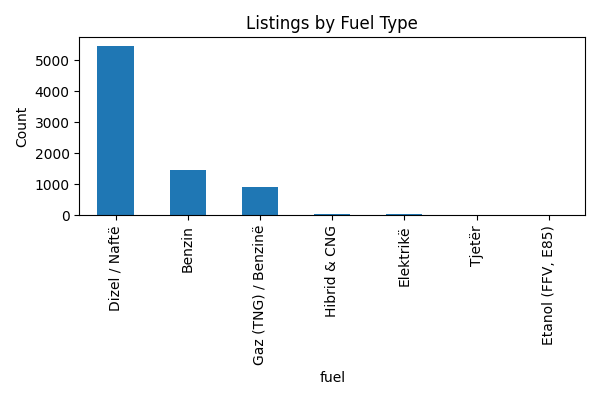 Listings by Fuel Type
Count
5000
4000
3000
2000
1000
0
Dizel / Naftë
Benzin
Gaz (TNG) / Benzinë
Hibrid & CNG
Elektrikë
Tjetër
Etanol (FFV, E85)
fuel